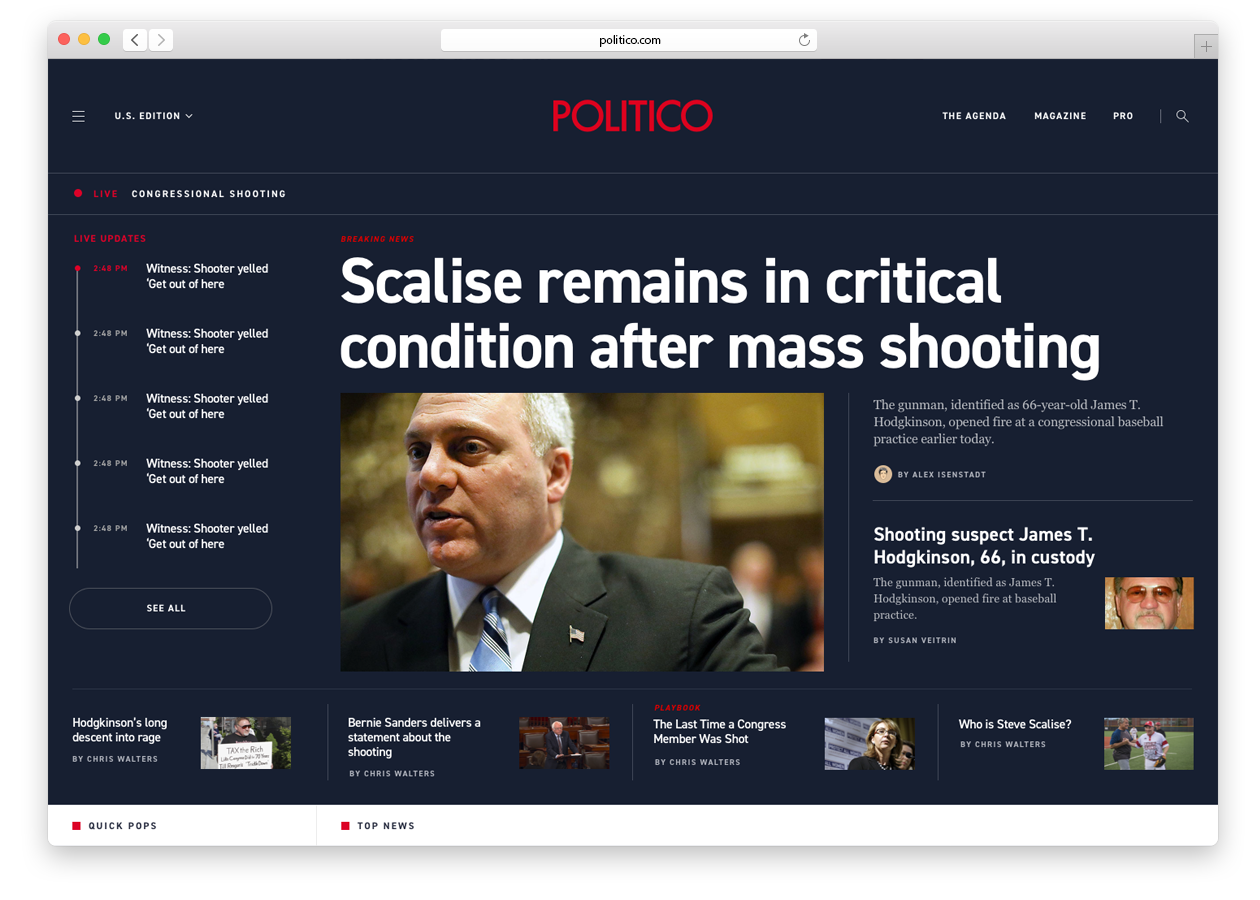 politico.com
U.S. EDITION
POLITICO
THE AGENDA
MAGAZINE
PRO
LIVE
CONGRESSIONAL SHOOTING
LIVE UPDATES
2:48 PM
Witness: Shooter yelled
‘Get out of here
2:48 PM
Witness: Shooter yelled
‘Get out of here
2:48 PM
Witness: Shooter yelled
‘Get out of here
2:48 PM
Witness: Shooter yelled
‘Get out of here
2:48 PM
Witness: Shooter yelled
‘Get out of here
SEE ALL
BREAKING NEWS
Scalise remains in critical
condition after mass shooting
The gunman, identified as 66-year-old James T.
Hodgkinson, opened fire at a congressional baseball
practice earlier today.
BY ALEX ISENSTADT
Shooting suspect James T.
Hodgkinson, 66, in custody
The gunman, identified as James T.
Hodgkinson, opened fire at baseball
practice.
BY SUSAN VEITRIN
Hodgkinson’s long
descent into rage
BY CHRIS WALTERS
TAX the Rich
Bernie Sanders delivers a
statement about the
shooting
BY CHRIS WALTERS
PLAYBOOK
The Last Time a Congress
Member Was Shot
BY CHRIS WALTERS
Who is Steve Scalise?
BY CHRIS WALTERS
QUICK POPS
TOP NEWS